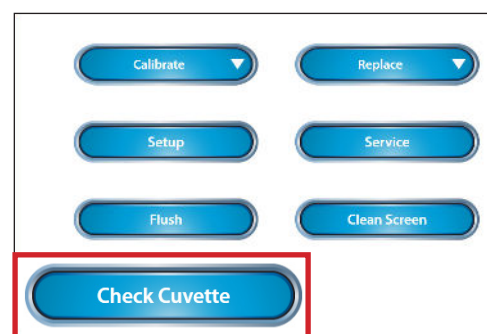 Calibrate
Replace
Setup
Service
Flush
Clean Screen
Check Cuvette